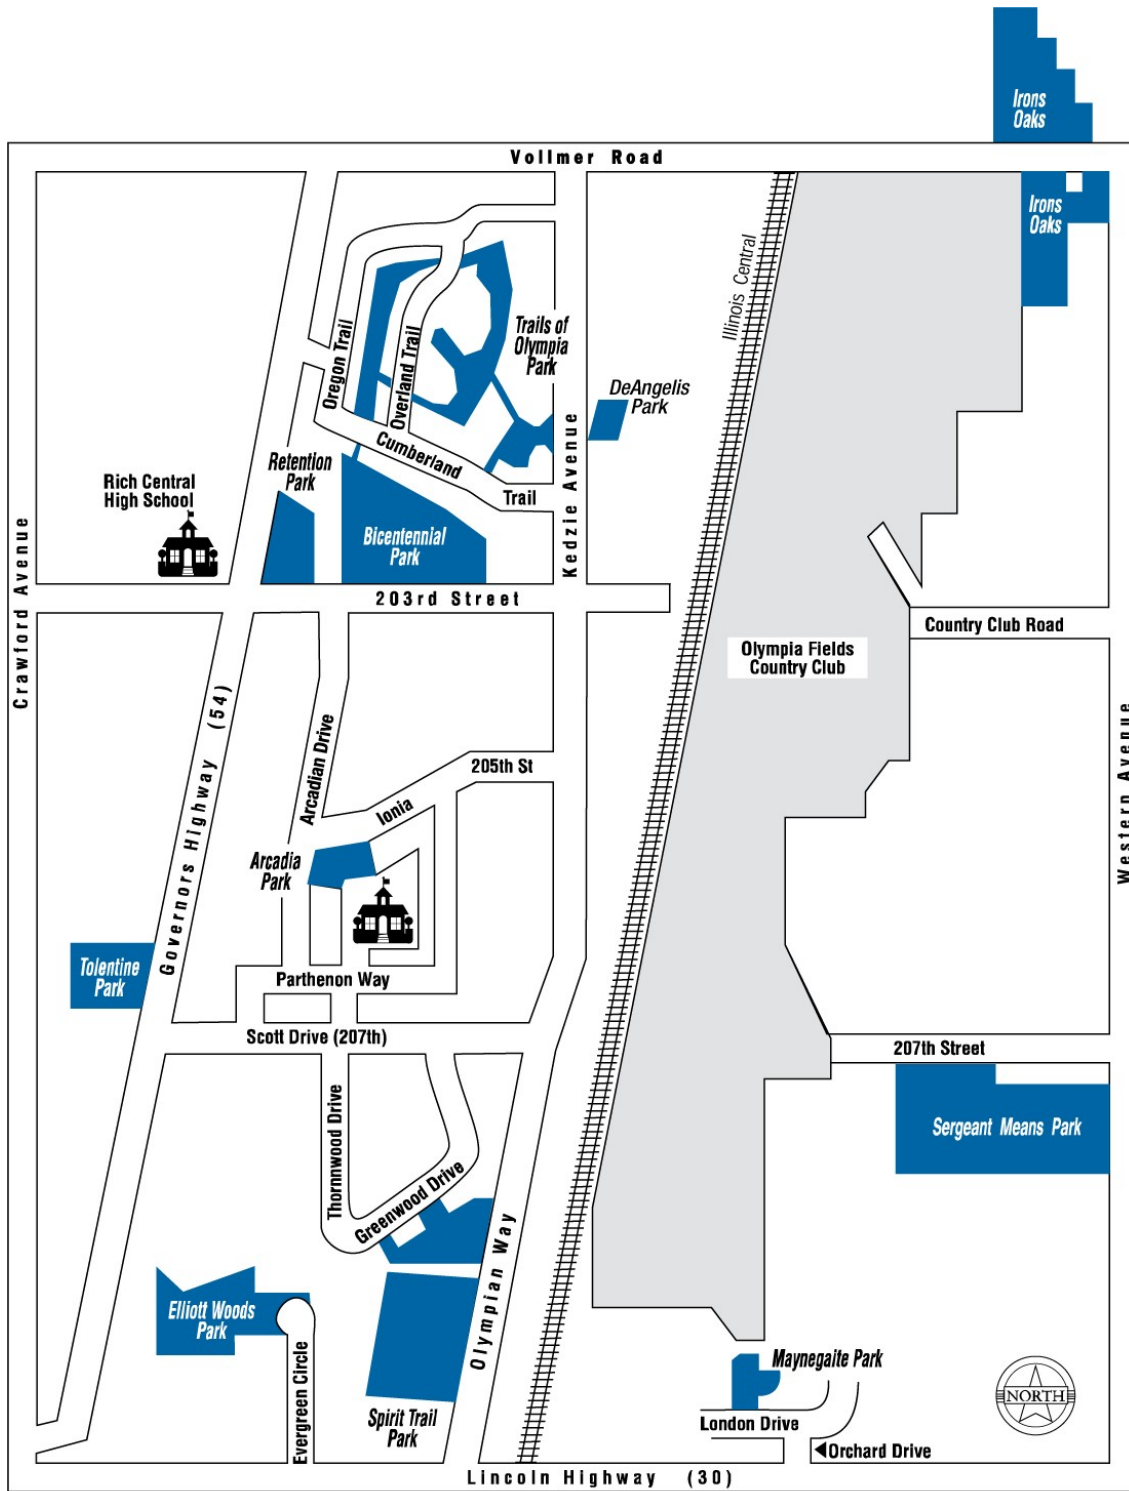 Irons
Oaks
Vollmer Road
Irons
Oaks
Illinois Central
Trails of
Olympia
Park
Oregon Trail
Overland Trail
DeAngelis
Park
Cumberland
Trail
Kedzie Avenue
Retention
Park
Rich Central
High School
Bicentennial
Park
Crawford Avenue
203rd Street
Country Club Road
Olympia Fields
Country Club
Governors Highway (54)
Arcadian Drive
205th St
Ionia
Western Avenue
Arcadia
Park
Tolentine
Park
Parthenon Way
Scott Drive (207th)
207th Street
Sergeant Means Park
Thornnwood Drive
Greenwood Drive
Olympian Way
Elliott Woods
Park
Evergreen Circle
Spirit Trail
Park
Maynegaite Park
NORTH
London Drive
Orchard Drive
Lincoln Highway (30)